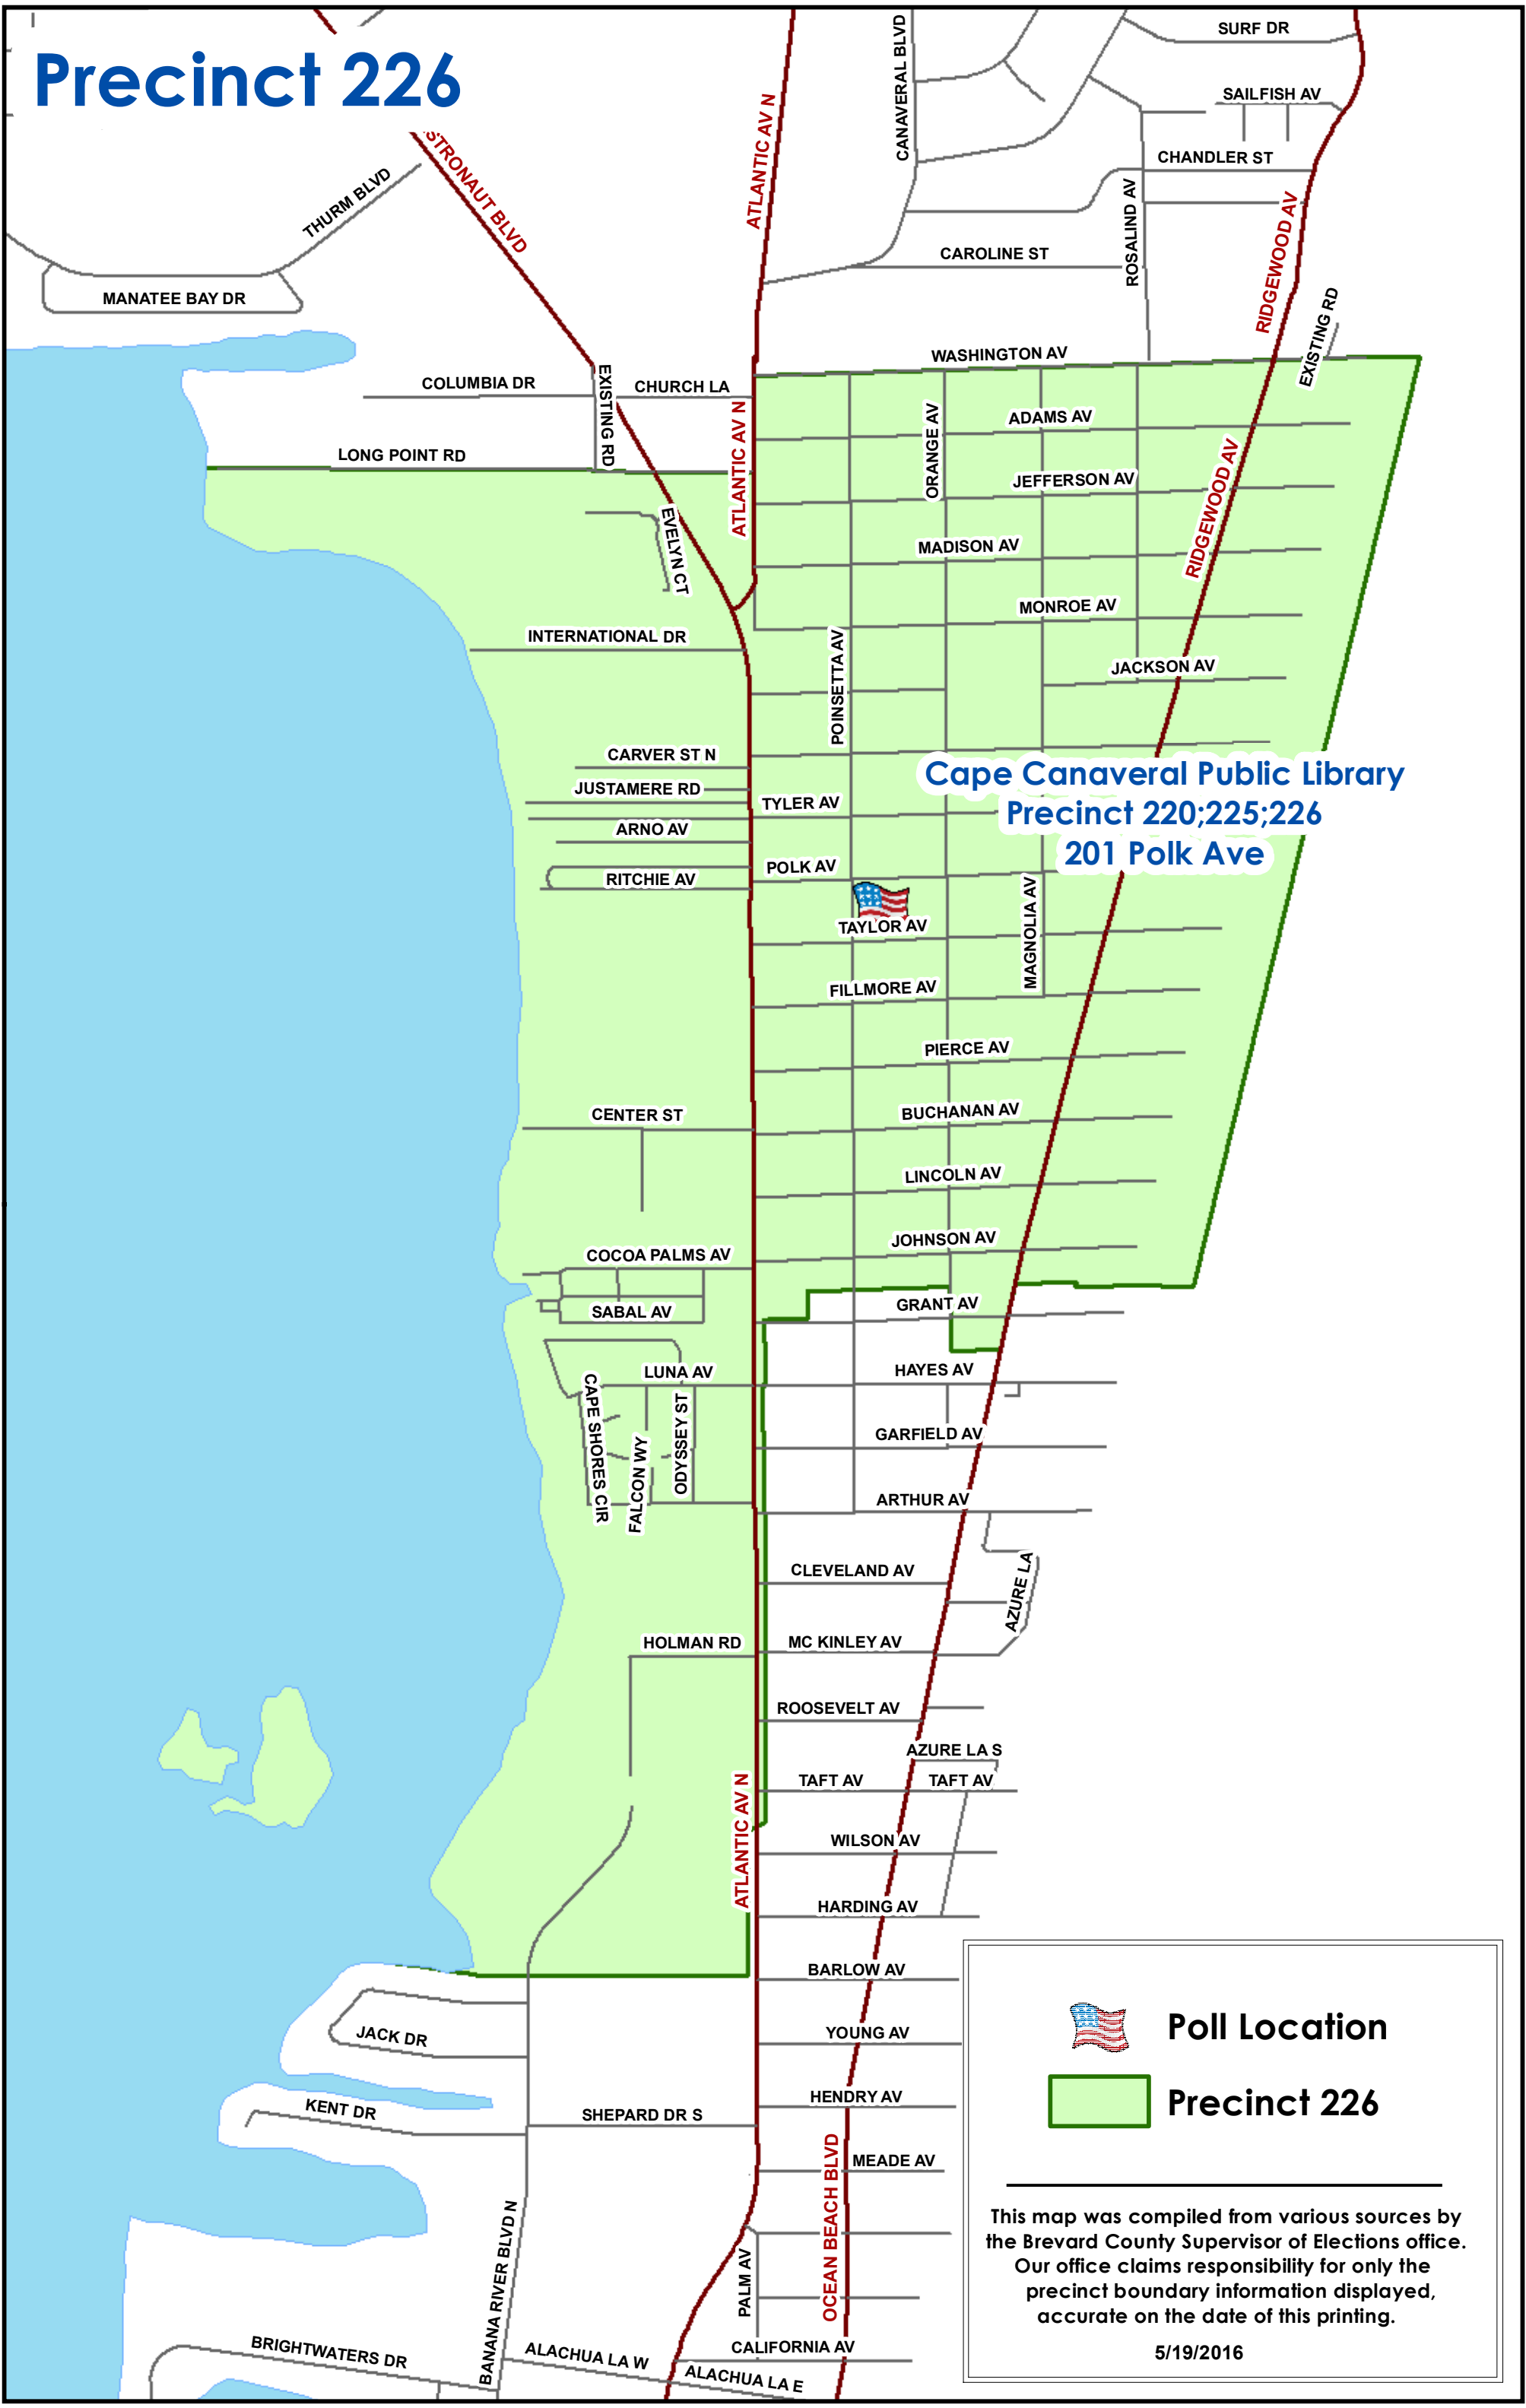 Precinct 226
SURF DR
CANAVERAL BLVD
SAILFISH AV
ATLANTIC AV N
STRONAUT BLVD
CHANDLER ST
THURM BLVD
ROSALIND AV
RIDGEWOOD AV
CAROLINE ST
MANATEE BAY DR
EXISTING RD
WASHINGTON AV
COLUMBIA DR
EXISTING RD
CHURCH LA
ATLANTIC AV N
ORANGE AV
ADAMS AV
LONG POINT RD
JEFFERSON AV
RIDGEWOOD AV
EVELYN CT
MADISON AV
MONROE AV
INTERNATIONAL DR
POINSETTA AV
JACKSON AV
CARVER ST N
Cape Canaveral Public Library
Precinct 220;225;226
201 Polk Ave
JUSTAMERE RD
TYLER AV
ARNO AV
POLK AV
RITCHIE AV
MAGNOLIA AV
TAYLOR AV
FILLMORE AV
PIERCE AV
CENTER ST
BUCHANAN AV
LINCOLN AV
JOHNSON AV
COCOA PALMS AV
SABAL AV
GRANT AV
LUNA AV
HAYES AV
CAPE SHORES CIR
FALCON WY
ODYSSEY ST
GARFIELD AV
ARTHUR AV
CLEVELAND AV
AZURE LA
HOLMAN RD
MC KINLEY AV
ROOSEVELT AV
AZURE LA S
TAFT AV
TAFT AV
ATLANTIC AV N
WILSON AV
HARDING AV
BARLOW AV
JACK DR
YOUNG AV
KENT DR
SHEPARD DR S
HENDRY AV
MEADE AV
OCEAN BEACH BLVD
BANANA RIVER BLVD N
PALM AV
BRIGHTWATERS DR
ALACHUA LA W
CALIFORNIA AV
ALACHUA LA E
Poll Location
Precinct 226
This map was compiled from various sources by
the Brevard County Supervisor of Elections office.
Our office claims responsibility for only the
precinct boundary information displayed,
accurate on the date of this printing.
5/19/2016